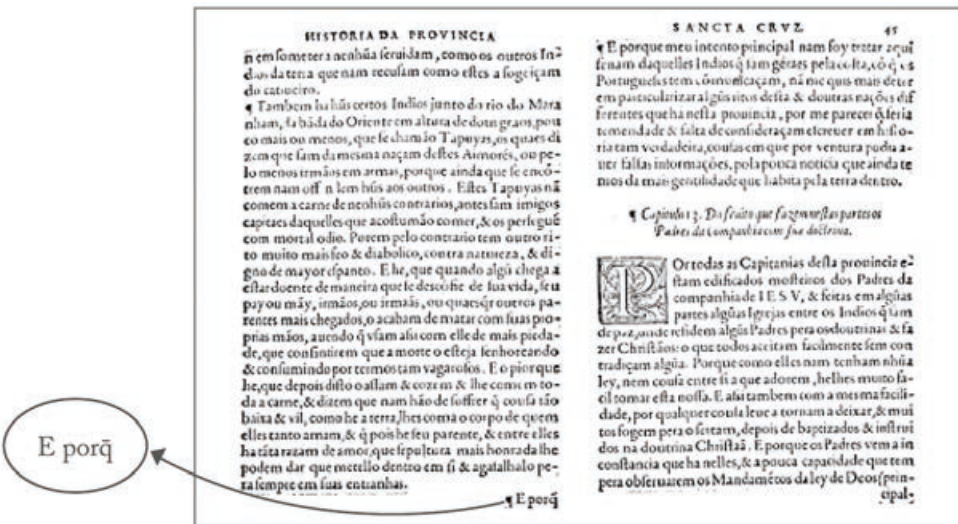 HISTORIA DA PROVINCIA
nem ſometer a nenhũa ſeruidam, como os outros In-
dios da terra que nam recuſam como eſtes a ſogeiçam
do catiueiro.
¶ Tambem ha hũs certos Indios junto do rio do Mara
nham, da bãda do Oriente em altura de dous graos, pouco
co mais ou menos, que ſe chamão Tapuyas, os quaes di
zem que ſam da meſma naçam deſtes Aimorés, ou pe-
lo menos irmãos em armas, porque ainda que ſe encõ-
trem nam offẽdem hũs aos outros. Eſtes Tapuyas nã
comem a carne de nenhũs contrarios, antes ſam imigos
capitaes daquelles que acoſtumão comer, & os perſeguẽ
com mortal odio. Porem pelo contrario tem outro ri-
to muito mais feo & diabolico, contra natureza, & di-
gno de mayor eſpanto. E he, que quando algũ chega a
eſtar doente de maneira que ſe deſconfie de ſua vida, ſeu
pay ou mãy, irmãos, ou irmaãs, ou quaesq̃r outros pa-
rentes mais chegados, o acabam de matar com ſuas pro-
prias mãos, auendo q̃ vſam aſsi com elle de mais pieda-
de, que conſintirem que a morte o eſteja ſenhoreando
& conſumindo por termos tam vagaroſos. E o pior que
he, que depois diſto o aſſam & cozem & lhe comem to-
da a carne, & dizem que nam hão de ſoffrer q̃ couſa tão
baixa & vil, como he a terra, lhes coma o corpo de quem
elles tanto amam, & q̃ pois he ſeu parente, & entre elles
ha tãta razam de amor, que ſepultura mais honrada lhe
podem dar que metello dentro em ſi & agaſalhalo pe-
ra ſempre em ſuas entranhas.
¶ E porq̃
SANCTA CRVZ. 45
¶ E porque meu intento principal nam foy tratar aqui
ſenam daquelles Indios q̃ ſam géraes pela coſta, cõ q̃ os
Portugueſes tem cõmunicaçam, nã me quis mais deter
em particularizar algũs ritos deſta & doutras nações dif
ferentes que ha neſta prouincia, por me parecer q̃ ſeria
temeridade & falta de conſideraçam eſcreuer em hiſto-
ria tam verdadeira, couſas em que por ventura podia a-
uer falſas informações, pola pouca noticia que ainda te
mos da mais gentilidade que habita pela terra dentro.
¶ Capitulo 13. Do fruito que fazem neſtas partes os
Padres da companhia com ſua doctrina.
POr todas as Capitanias deſta prouincia e-
ſtam edificados moſteiros dos Padres da
companhia de IESV, & feitas em algũas
partes algũas Igrejas entre os Indios q̃ ſam
de paz, onde reſidem algũs Padres pera os doutrinar & fa
zer Chriſtãos: o que todos aceitam facilmente ſem con
tradiçam algũa. Porque como elles nam tenham nhũa
ley, nem couſa entre ſi a que adorem, he lhes muito fa-
cil tomar eſta noſſa. E aſsi tambem com a meſma facili-
dade, por qualquer couſa leue a tornam a deixar, & mui
tos fogem pera o ſertam, depois de baptizados & inſtrui
dos na doutrina Chriſtaã. E porque os Padres vem a in
conſtancia que ha nelles, & a pouca capacidade que tem
pera obſeruarem os Mandamẽtos da ley de Deos (prin-
cipal-
E porq̃